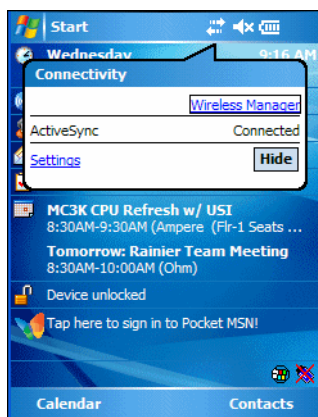 Start
Wednesday 9:16 AM
Connectivity
Wireless Manager
ActiveSync Connected
Settings Hide
MC3K CPU Refresh w/ USI
8:30AM-9:30AM (Ampere (Flr-1 Seats ...
Tomorrow: Rainier Team Meeting
8:30AM-10:00AM (Ohm)
Device unlocked
Tap here to sign in to Pocket MSN!
Calendar Contacts